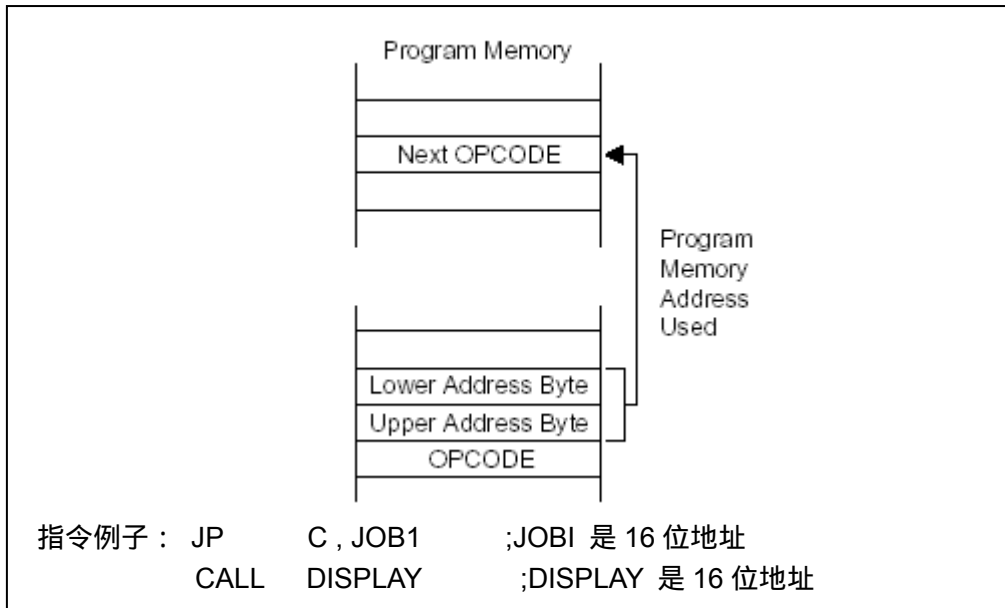 Program Memory
Next OPCODE
Program
Memory
Address
Used
Lower Address Byte
Upper Address Byte
OPCODE
指令例子： JP C , JOB1 ;JOBI 是 16 位地址
CALL DISPLAY ;DISPLAY 是 16 位地址